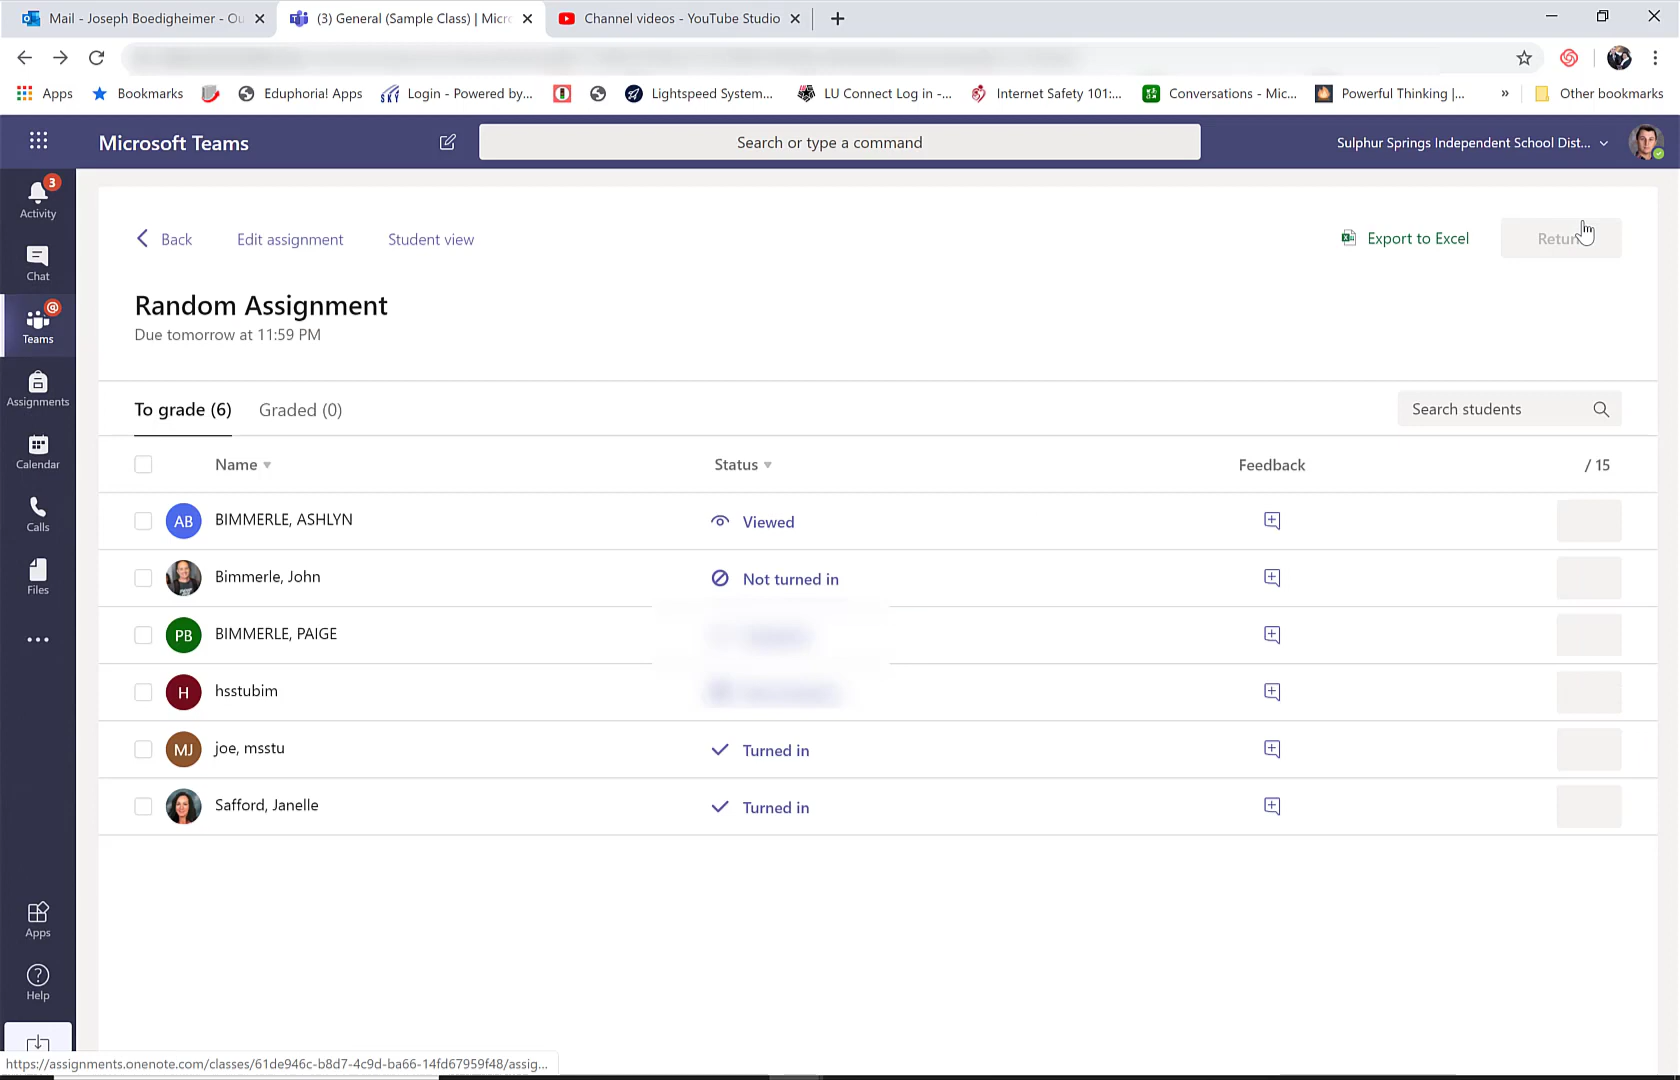 Mail - Joseph Boedigheimer - Ou
(3) General (Sample Class) | Micr
Channel videos - YouTube Studio
Apps
Bookmarks
Eduphoria! Apps
Login - Powered by...
Lightspeed System...
LU Connect Log in -...
Internet Safety 101:...
Conversations - Mic...
Powerful Thinking |...
»
Other bookmarks
Microsoft Teams
Search or type a command
Sulphur Springs Independent School Dist...
3
Activity
Chat
@
Teams
Assignments
Calendar
Calls
Files
Apps
Help
Back
Edit assignment
Student view
Export to Excel
Return
Random Assignment
Due tomorrow at 11:59 PM
To grade (6)
Graded (0)
Search students
Name
Status
Feedback
/ 15
AB BIMMERLE, ASHLYN
Viewed
Bimmerle, John
Not turned in
PB BIMMERLE, PAIGE
H hsstubim
MJ joe, msstu
Turned in
Safford, Janelle
Turned in
https://assignments.onenote.com/classes/61de946c-b8d7-4c9d-ba66-14fd67959f48/assig...